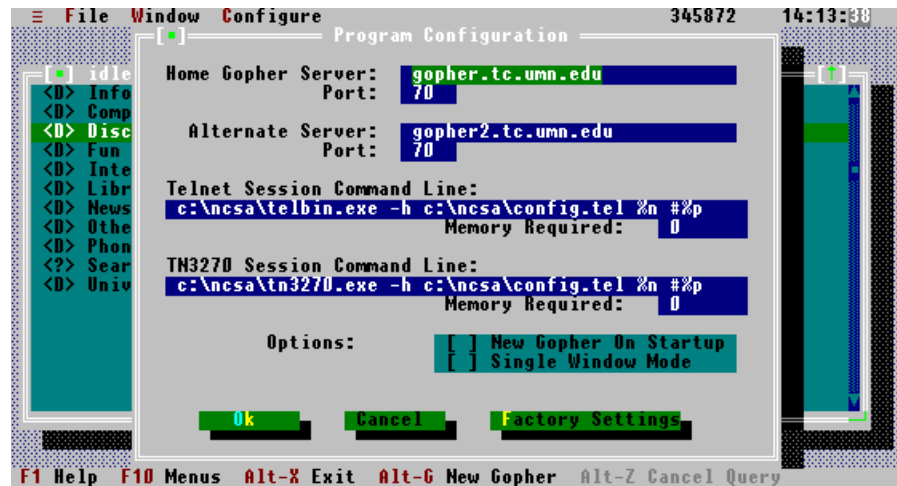 ≡ File Window Configure 345872 14:13:38
[▪] Program Configuration
[▪] idle [↑]
Home Gopher Server: gopher.tc.umn.edu
<D> Info Port: 70
<D> Comp
<D> Disc Alternate Server: gopher2.tc.umn.edu
<D> Fun Port: 70
<D> Inte
<D> Libr Telnet Session Command Line:
<D> News c:\ncsa\telbin.exe -h c:\ncsa\config.tel %n #%p
<D> Othe Memory Required: 0
<D> Phon
<?> Sear TN3270 Session Command Line:
<D> Univ c:\ncsa\tn3270.exe -h c:\ncsa\config.tel %n #%p
Memory Required: 0
Options: [ ] New Gopher On Startup
[ ] Single Window Mode
Ok Cancel Factory Settings
F1 Help F10 Menus Alt-X Exit Alt-G New Gopher Alt-Z Cancel Query